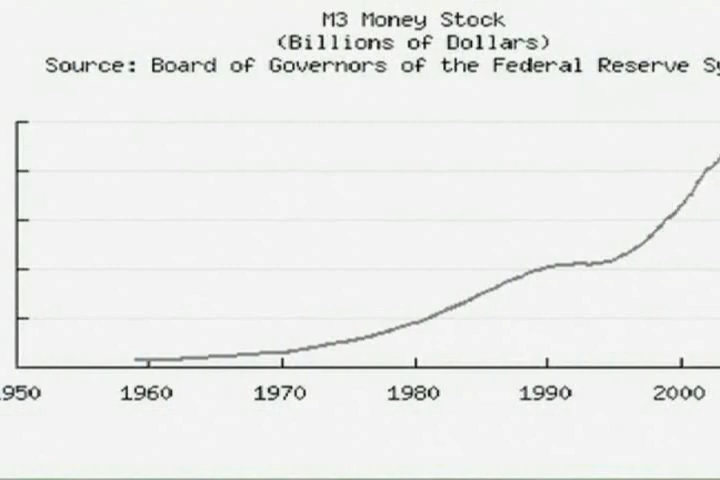 M3 Money Stock
(Billions of Dollars)
Source: Board of Governors of the Federal Reserve Sy
950 1960 1970 1980 1990 2000